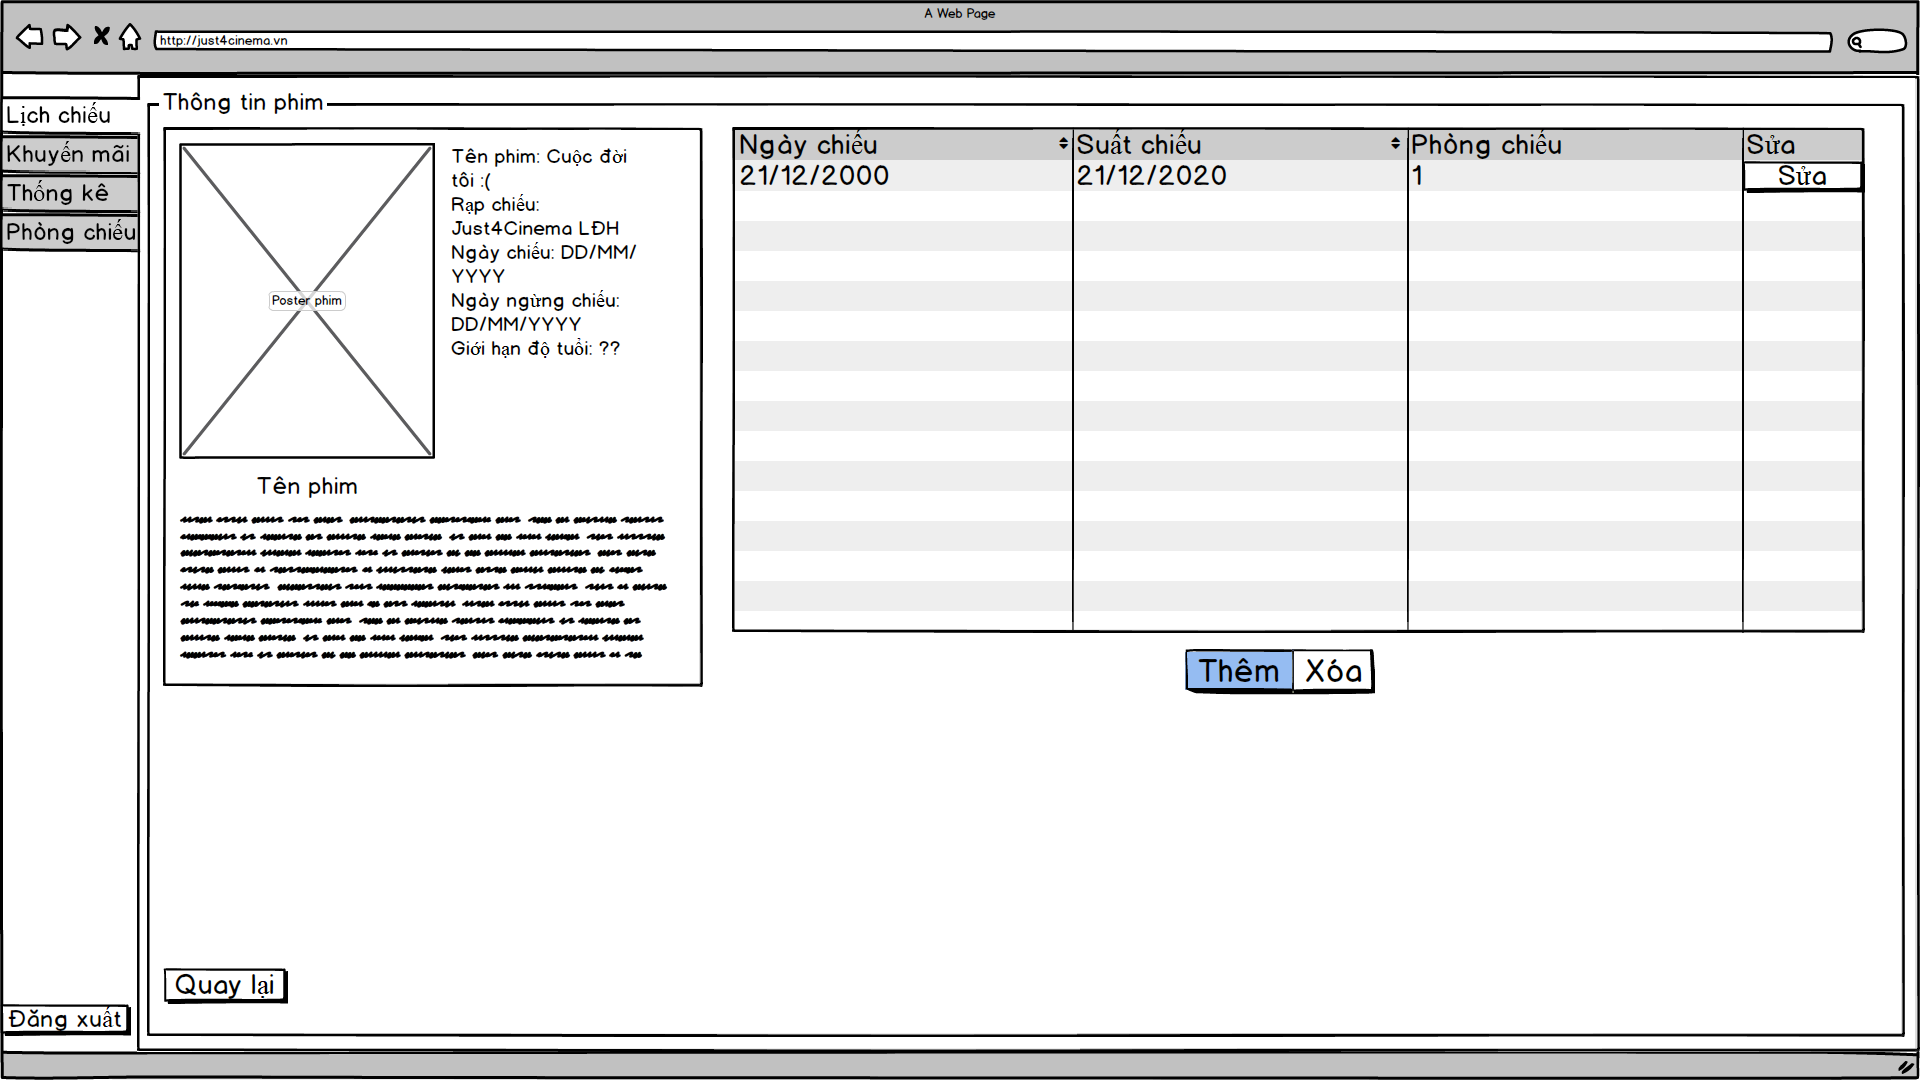 A Web Page
http://just4cinema.vn
Lịch chiếu
Khuyến mãi
Thống kê
Phòng chiếu
Đăng xuất
Thông tin phim
Poster phim
Tên phim: Cuộc đời
tôi :(
Rạp chiếu:
Just4Cinema LĐH
Ngày chiếu: DD/MM/
YYYY
Ngày ngừng chiếu:
DD/MM/YYYY
Giới hạn độ tuổi: ??
Tên phim
Ngày chiếu Suất chiếu Phòng chiếu Sửa
21/12/2000 21/12/2020 1 Sửa
Thêm Xóa
Quay lại